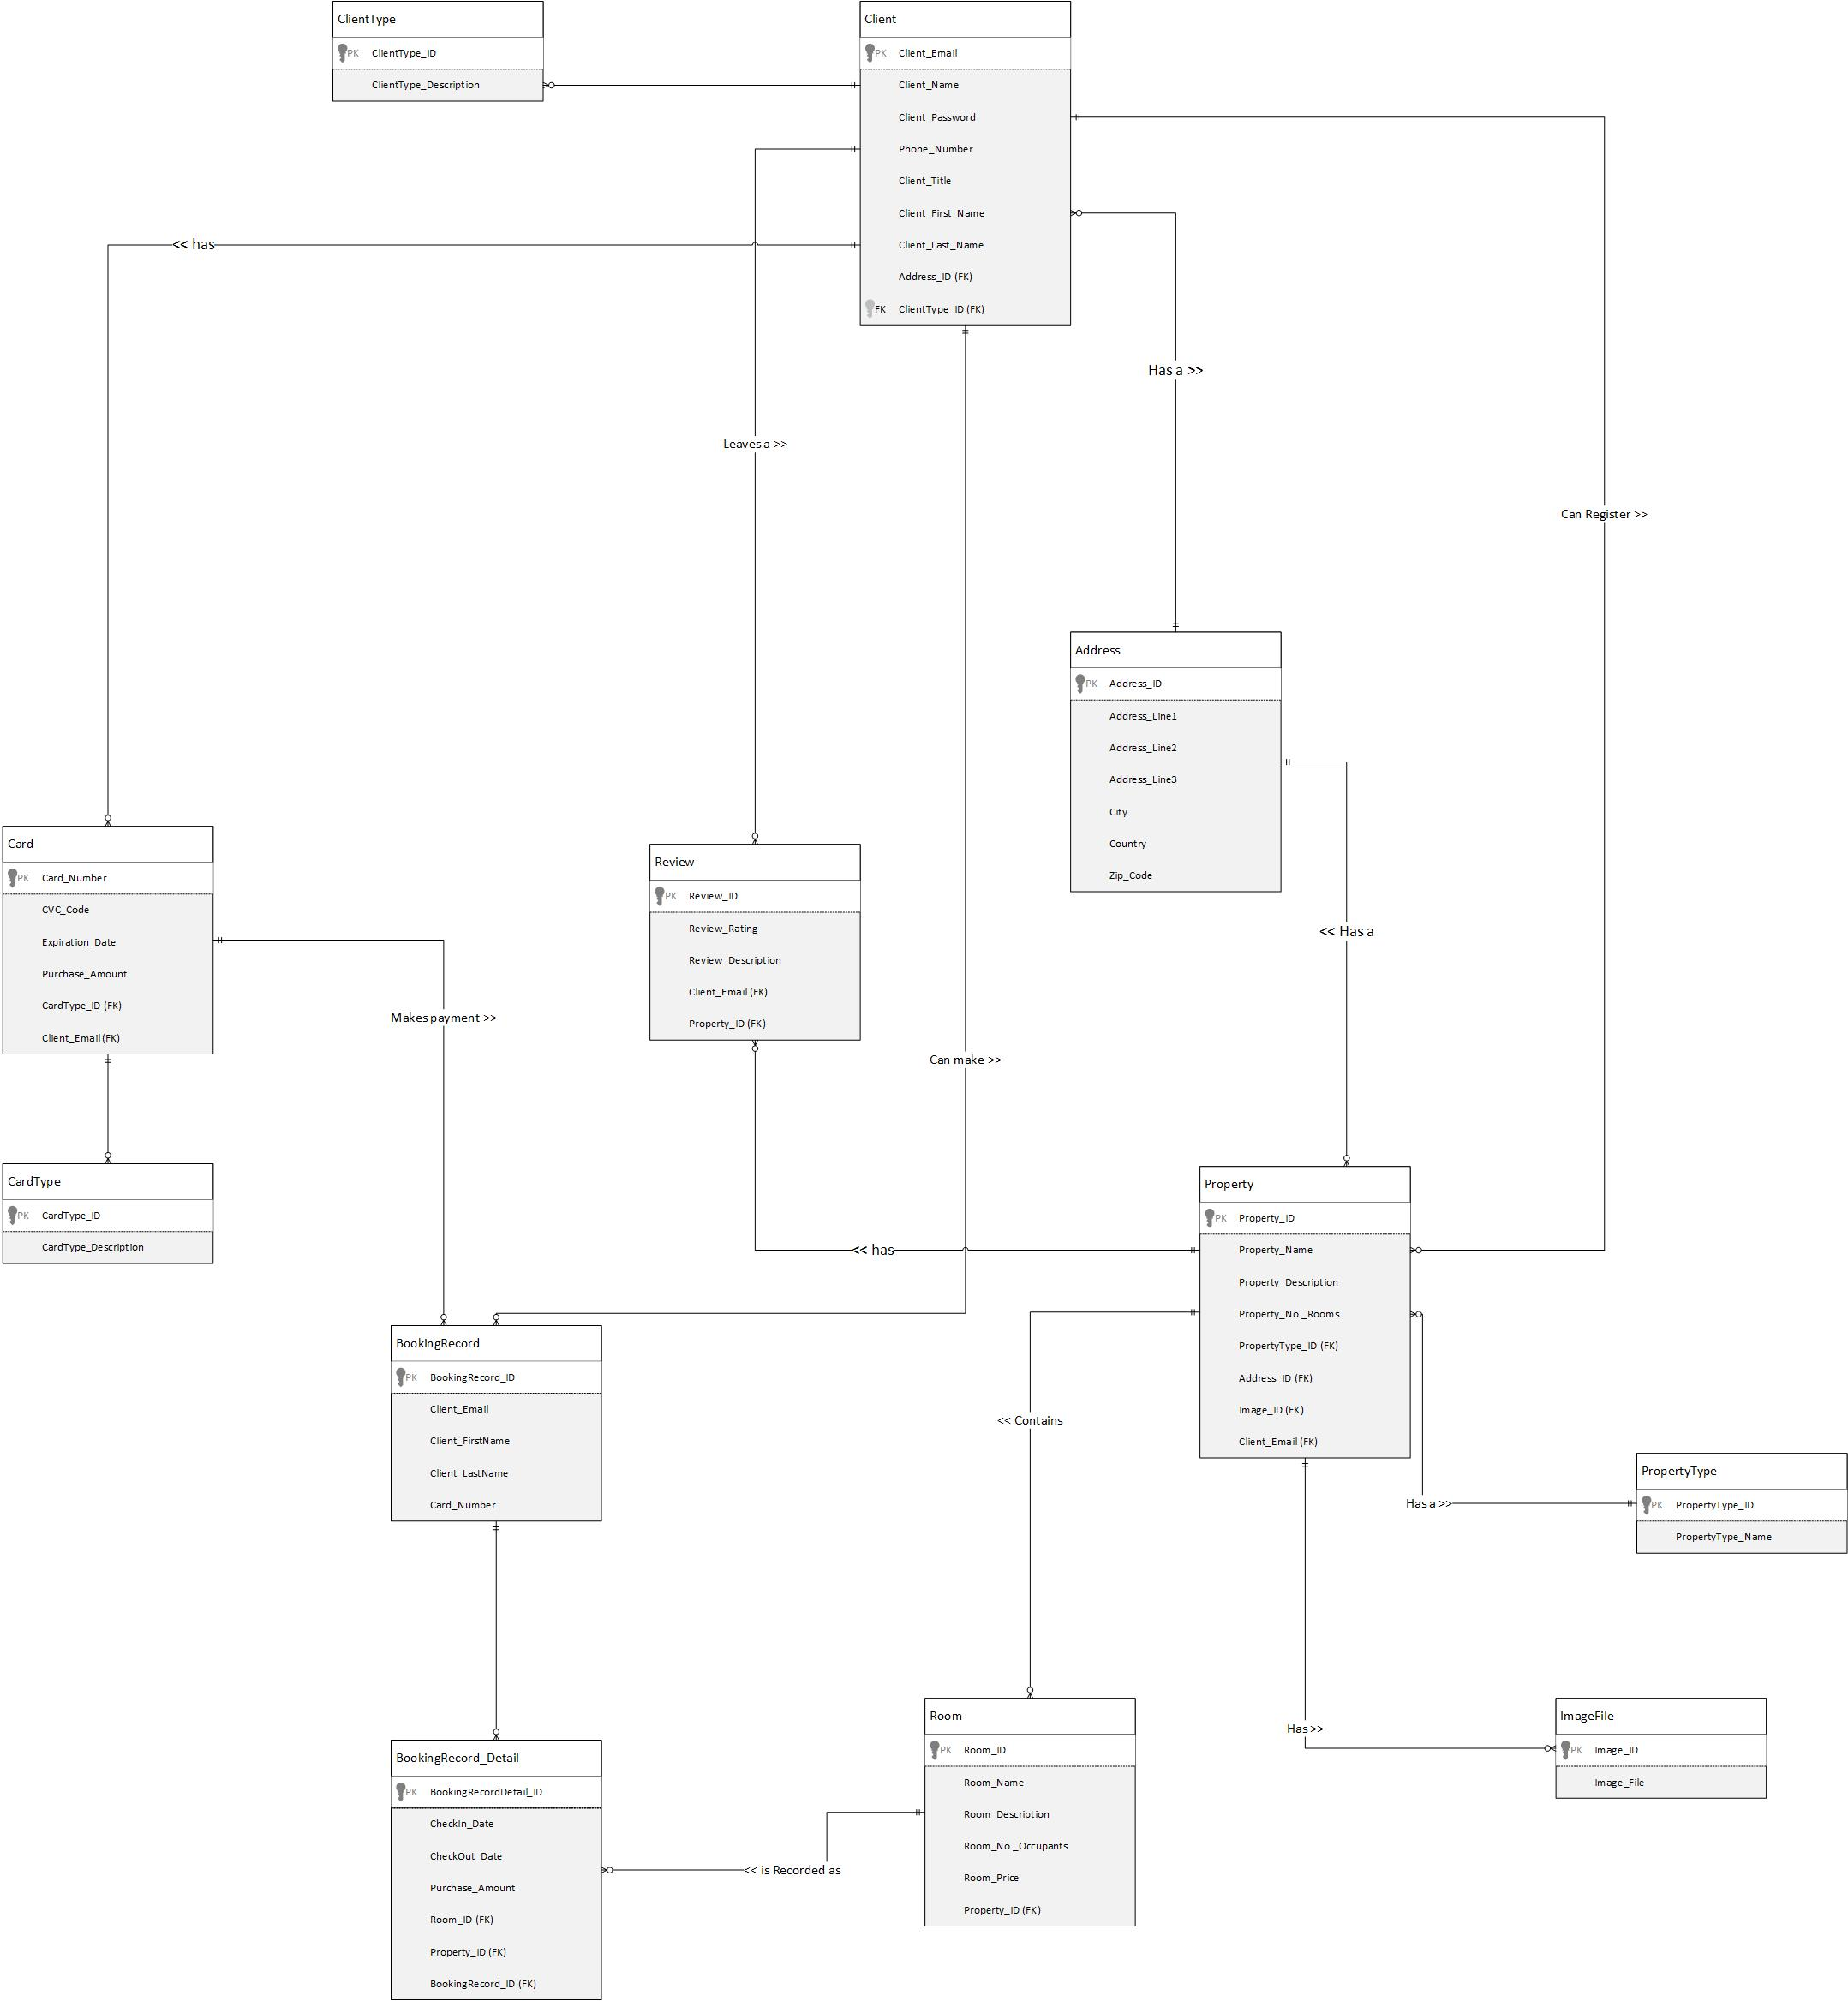 ClientType
PK ClientType_ID
ClientType_Description
Client
PK Client_Email
Client_Name
Client_Password
Phone_Number
Client_Title
Client_First_Name
Client_Last_Name
Address_ID (FK)
FK ClientType_ID (FK)
<< has
Has a >>
Leaves a >>
Can Register >>
Address
PK Address_ID
Address_Line1
Address_Line2
Address_Line3
City
Country
Zip_Code
Card
PK Card_Number
CVC_Code
Expiration_Date
Purchase_Amount
CardType_ID (FK)
Client_Email(FK)
Review
PK Review_ID
Review_Rating
Review_Description
Client_Email (FK)
Property_ID (FK)
<< Has a
Makes payment >>
Can make >>
CardType
PK CardType_ID
CardType_Description
Property
PK Property_ID
Property_Name
Property_Description
Property_No._Rooms
PropertyType_ID (FK)
Address_ID (FK)
Image_ID (FK)
Client_Email (FK)
<< has
BookingRecord
PK BookingRecord_ID
Client_Email
Client_FirstName
Client_LastName
Card_Number
<< Contains
Has a >>
PropertyType
PK PropertyType_ID
PropertyType_Name
Room
PK Room_ID
Room_Name
Room_Description
Room_No._Occupants
Room_Price
Property_ID (FK)
Has >>
ImageFile
PK Image_ID
Image_File
BookingRecord_Detail
PK BookingRecordDetail_ID
CheckIn_Date
CheckOut_Date
Purchase_Amount
Room_ID (FK)
Property_ID (FK)
BookingRecord_ID (FK)
<< is Recorded as